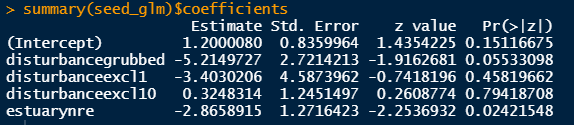 > summary(seed_glm)$coefficients
Estimate Std. Error z value Pr(>|z|)
(Intercept) 1.2000080 0.8359964 1.4354225 0.15116675
disturbancegrubbed -5.2149727 2.7214213 -1.9162681 0.05533098
disturbanceexcl1 -3.4030206 4.5873962 -0.7418196 0.45819662
disturbanceexcl10 0.3248314 1.2451497 0.2608774 0.79418708
estuarynre -2.8658915 1.2716423 -2.2536932 0.02421548